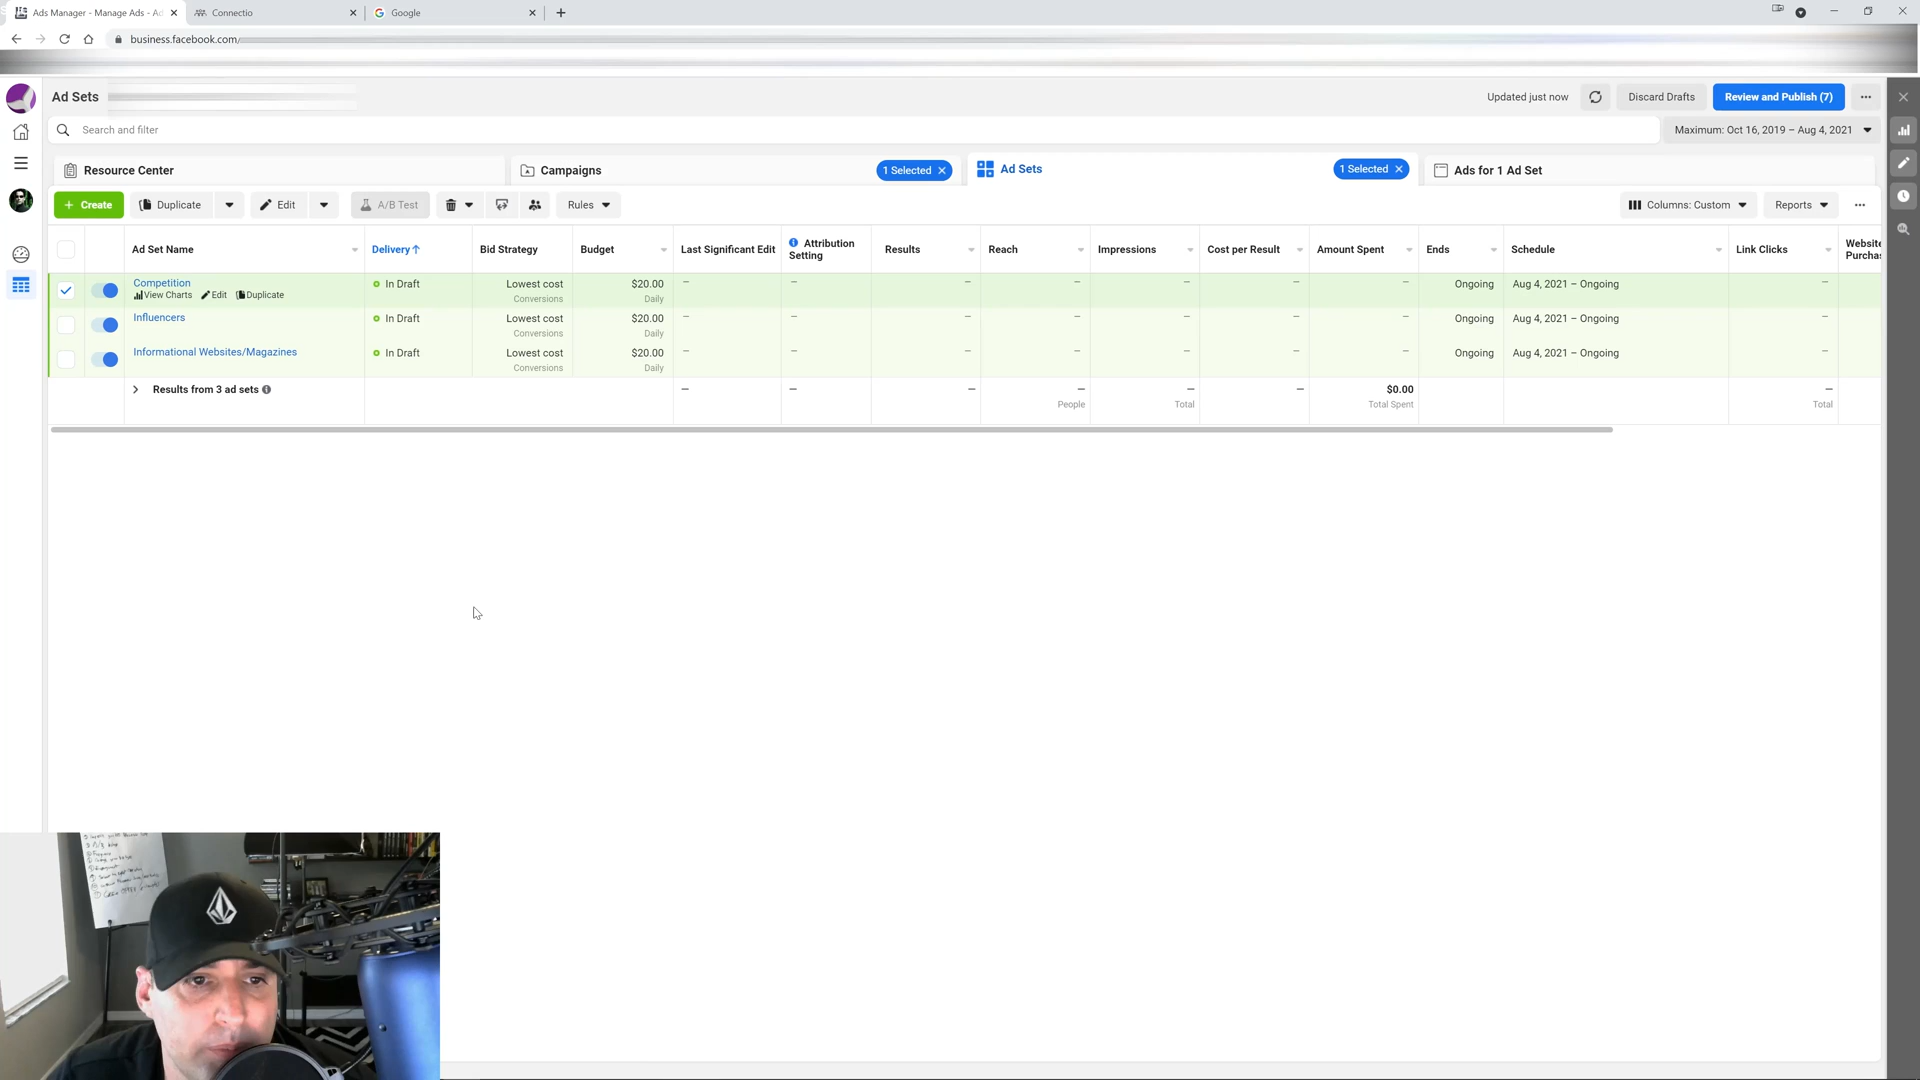 Ads Manager - Manage Ads - Ad
Connectio
Google
business.facebook.com/
Ad Sets
Updated just now
Discard Drafts
Review and Publish (7)
Search and filter
Maximum: Oct 16, 2019 – Aug 4, 2021
Resource Center
Campaigns
1 Selected
Ad Sets
1 Selected
Ads for 1 Ad Set
Create
Duplicate
Edit
A/B Test
Rules
Columns: Custom
Reports
Ad Set Name
Delivery
Bid Strategy
Budget
Last Significant Edit
Attribution
Setting
Results
Reach
Impressions
Cost per Result
Amount Spent
Ends
Schedule
Link Clicks
Website
Purchas
Competition
View Charts Edit Duplicate
In Draft
Lowest cost
Conversions
$20.00
Daily
— — — — — — —
Ongoing
Aug 4, 2021 – Ongoing
—
Influencers
In Draft
Lowest cost
Conversions
$20.00
Daily
— — — — — — —
Ongoing
Aug 4, 2021 – Ongoing
—
Informational Websites/Magazines
In Draft
Lowest cost
Conversions
$20.00
Daily
— — — — — — —
Ongoing
Aug 4, 2021 – Ongoing
—
Results from 3 ad sets
— — — —
People
—
Total
—
$0.00
Total Spent
—
Total